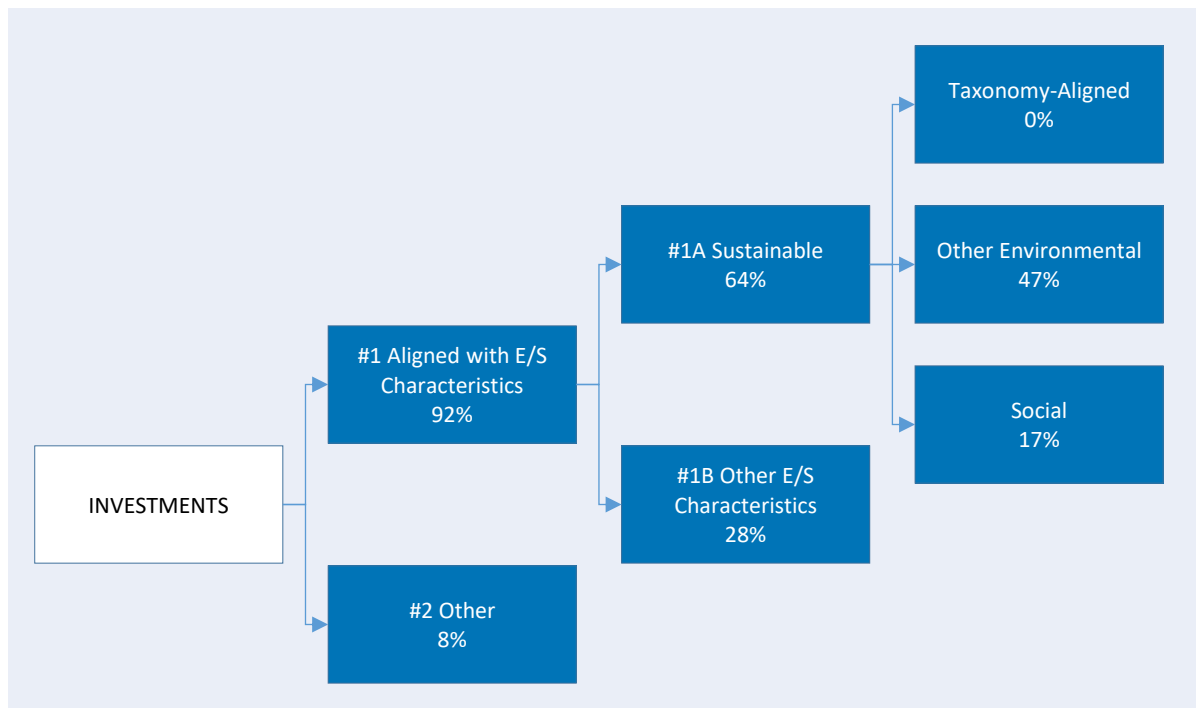 INVESTMENTS
#1 Aligned with E/S
Characteristics
92%
#2 Other
8%
#1A Sustainable
64%
#1B Other E/S
Characteristics
28%
Taxonomy-Aligned
0%
Other Environmental
47%
Social
17%